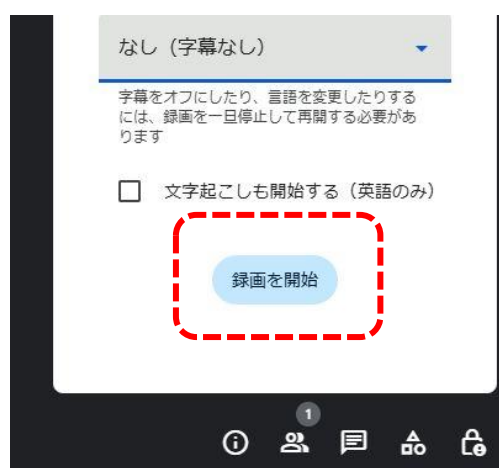 なし（字幕なし）
字幕をオフにしたり、言語を変更したりする
には、録画を一旦停止して再開する必要があ
ります
文字起こしも開始する（英語のみ）
録画を開始
1